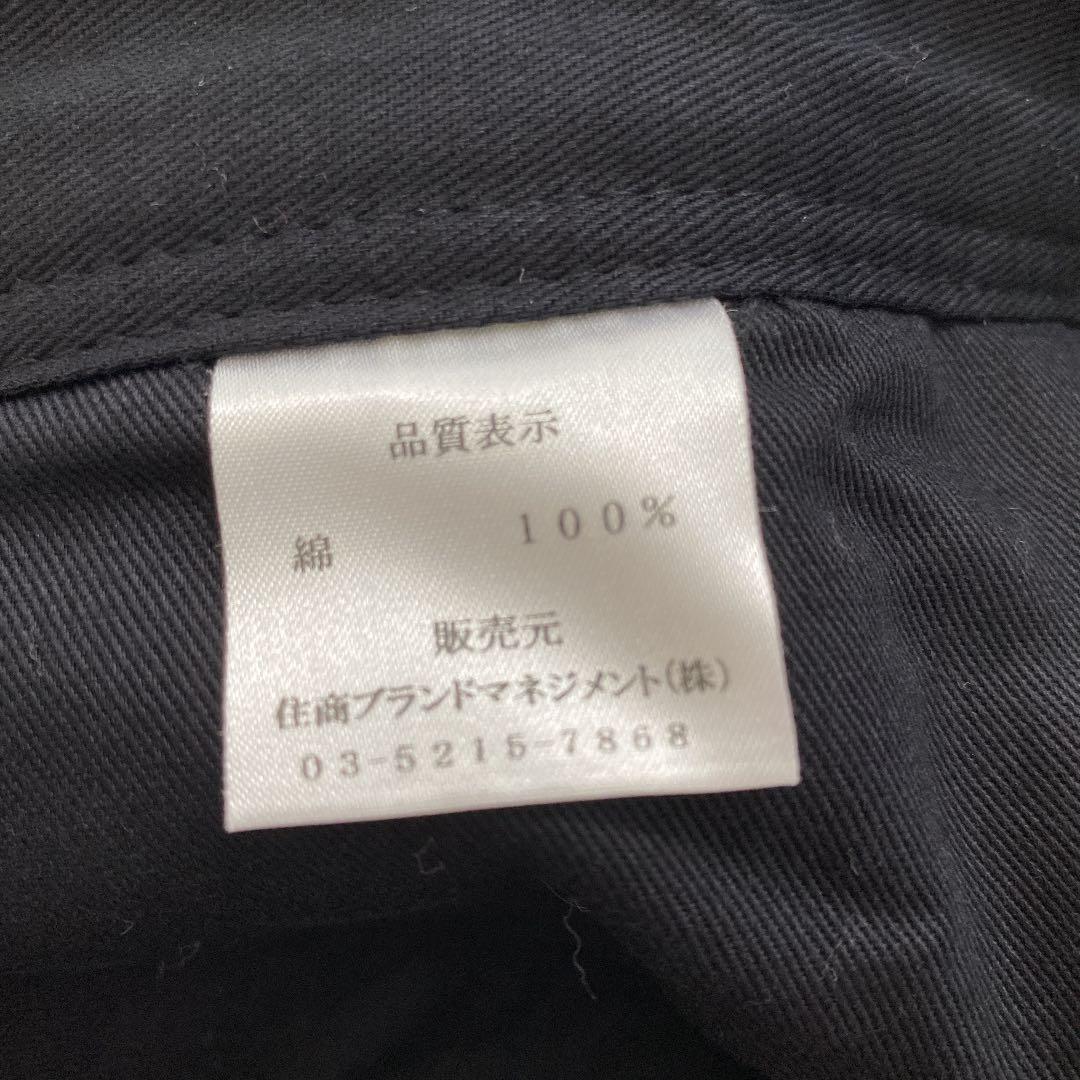 品質表示
綿 100%
販売元
住商ブランドマネジメント(株)
03-5215-7868